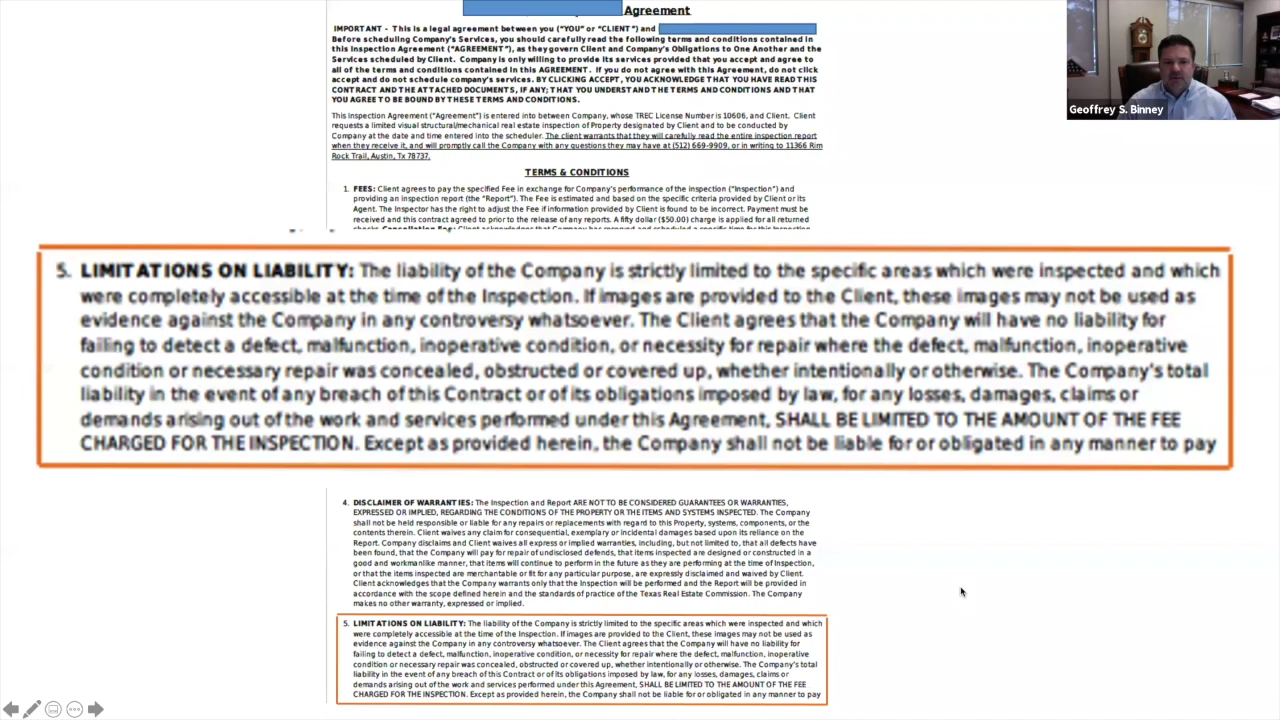 Agreement
IMPORTANT - This is a legal agreement between you ("YOU" or "CLIENT") and
Before scheduling Company's Services, you should carefully read the following terms and conditions contained in
this Inspection Agreement ("AGREEMENT"), as they govern Client and Company's Obligations to One Another and the
Services scheduled by Client. Company is only willing to provide its services provided that you accept and agree to
all of the terms and conditions contained in this AGREEMENT. If you do not agree with this Agreement, do not click
accept and do not schedule company's services. BY CLICKING ACCEPT, YOU ACKNOWLEDGE THAT YOU HAVE READ THIS
CONTRACT AND THE ATTACHED DOCUMENTS, IF ANY; THAT YOU UNDERSTAND THE TERMS AND CONDITIONS AND THAT
YOU AGREE TO BE BOUND BY THESE TERMS AND CONDITIONS.
This Inspection Agreement ("Agreement") is entered into between Company, whose TREC License Number is 10606, and Client. Client
requests a limited visual structural/mechanical real estate inspection of Property designated by Client and to be conducted by
Company at the date and time entered into the scheduler. The client warrants that they will carefully read the entire inspection report
when they receive it, and will promptly call the Company with any questions they may have at (512) 669-9909, or in writing to 11366 Rim
Rock Trail, Austin, Tx 78737.
TERMS & CONDITIONS
1. FEES: Client agrees to pay the specified Fee in exchange for Company's performance of the inspection ("Inspection") and
providing an inspection report (the "Report"). The Fee is estimated and based on the specific criteria provided by Client or its
Agent. The Inspector has the right to adjust the Fee if information provided by Client is found to be incorrect. Payment must be
received and this contract agreed to prior to the release of any reports. A fifty dollar ($50.00) charge is applied for all returned
5. LIMITATIONS ON LIABILITY: The liability of the Company is strictly limited to the specific areas which were inspected and which
were completely accessible at the time of the Inspection. If images are provided to the Client, these images may not be used as
evidence against the Company in any controversy whatsoever. The Client agrees that the Company will have no liability for
failing to detect a defect, malfunction, inoperative condition, or necessity for repair where the defect, malfunction, inoperative
condition or necessary repair was concealed, obstructed or covered up, whether intentionally or otherwise. The Company's total
liability in the event of any breach of this Contract or of its obligations imposed by law, for any losses, damages, claims or
demands arising out of the work and services performed under this Agreement, SHALL BE LIMITED TO THE AMOUNT OF THE FEE
CHARGED FOR THE INSPECTION. Except as provided herein, the Company shall not be liable for or obligated in any manner to pay
4. DISCLAIMER OF WARRANTIES: The Inspection and Report ARE NOT TO BE CONSIDERED GUARANTEES OR WARRANTIES,
EXPRESSED OR IMPLIED, REGARDING THE CONDITIONS OF THE PROPERTY OR THE ITEMS AND SYSTEMS INSPECTED. The Company
shall not be held responsible or liable for any repairs or replacements with regard to this Property, systems, components, or the
contents therein. Client waives any claim for consequential, exemplary or incidental damages based upon its reliance on the
Report. Company disclaims and Client waives all express or implied warranties, including, but not limited to, that all defects have
been found, that the Company will pay for repair of undisclosed defends, that items inspected are designed or constructed in a
good and workmanlike manner, that items will continue to perform in the future as they are performing at the time of Inspection,
or that the items inspected are merchantable or fit for any particular purpose, are expressly disclaimed and waived by Client.
Client acknowledges that the Company warrants only that the Inspection will be performed and the Report will be provided in
accordance with the scope defined herein and the standards of practice of the Texas Real Estate Commission. The Company
makes no other warranty, expressed or implied.
5. LIMITATIONS ON LIABILITY: The liability of the Company is strictly limited to the specific areas which were inspected and which
were completely accessible at the time of the Inspection. If images are provided to the Client, these images may not be used as
evidence against the Company in any controversy whatsoever. The Client agrees that the Company will have no liability for
failing to detect a defect, malfunction, inoperative condition, or necessity for repair where the defect, malfunction, inoperative
condition or necessary repair was concealed, obstructed or covered up, whether intentionally or otherwise. The Company's total
liability in the event of any breach of this Contract or of its obligations imposed by law, for any losses, damages, claims or
demands arising out of the work and services performed under this Agreement, SHALL BE LIMITED TO THE AMOUNT OF THE FEE
CHARGED FOR THE INSPECTION. Except as provided herein, the Company shall not be liable for or obligated in any manner to pay
Geoffrey S. Binney